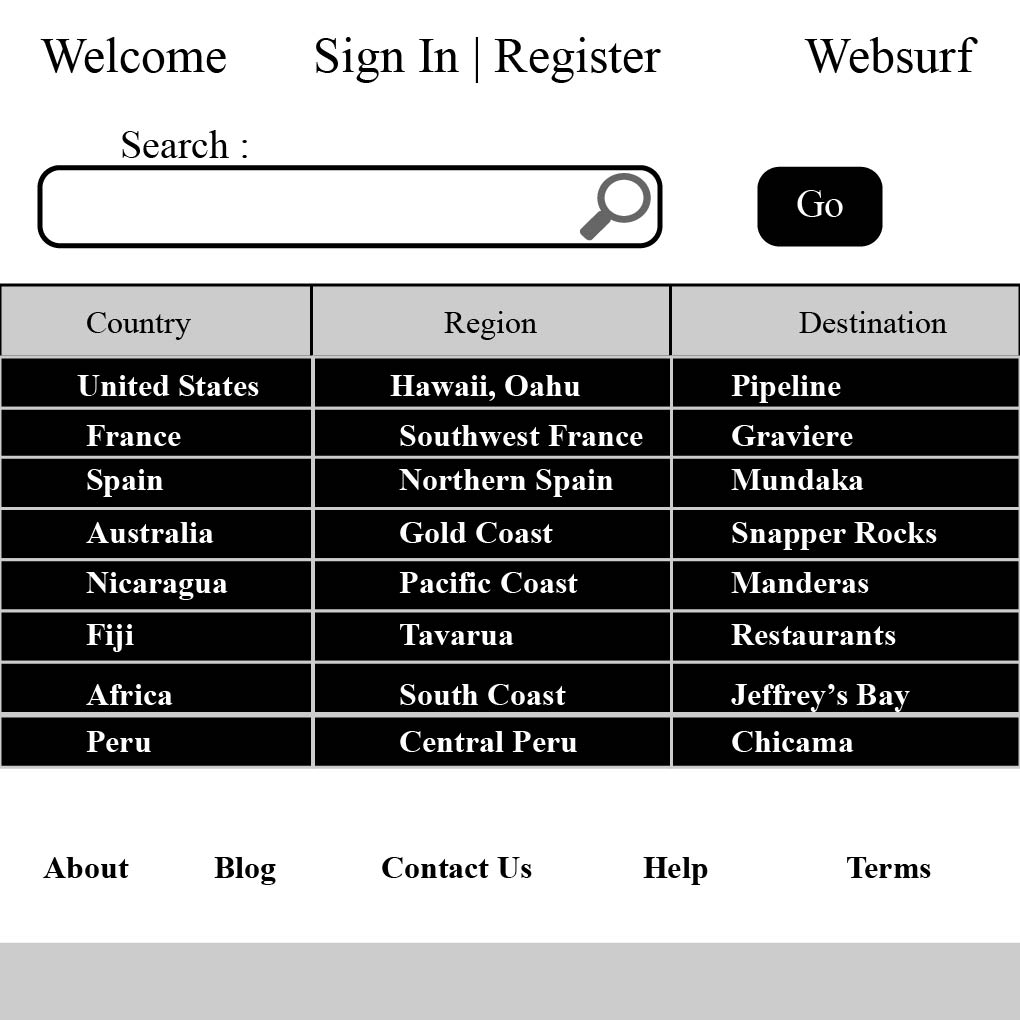 Welcome Sign In | Register Websurf
Search :
Go
Country Region Destination
United States Hawaii, Oahu Pipeline
France Southwest France Graviere
Spain Northern Spain Mundaka
Australia Gold Coast Snapper Rocks
Nicaragua Pacific Coast Manderas
Fiji Tavarua Restaurants
Africa South Coast Jeffrey’s Bay
Peru Central Peru Chicama
About Blog Contact Us Help Terms